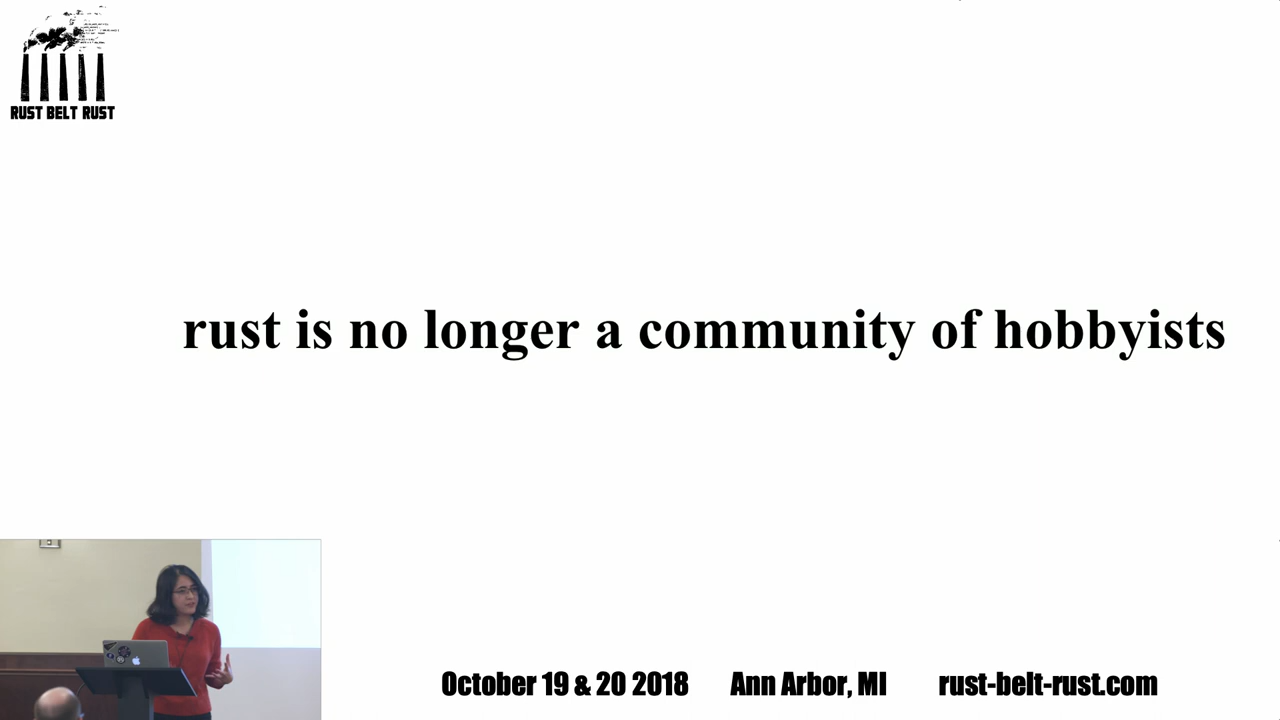 RUST BELT RUST
rust is no longer a community of hobbyists
October 19 & 20 2018 Ann Arbor, MI rust-belt-rust.com